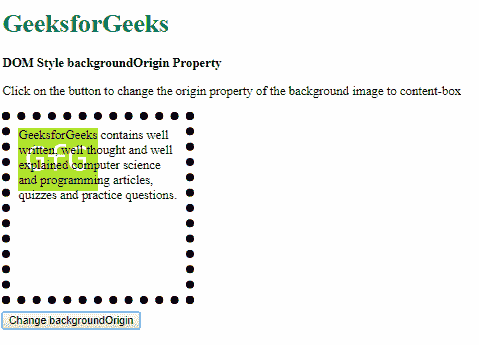 GeeksforGeeks
DOM Style backgroundOrigin Property
Click on the button to change the origin property of the background image to content-box
GeeksforGeeks contains well
written, well thought and well
explained computer science
and programming articles,
quizzes and practice questions.
GfG
Change backgroundOrigin